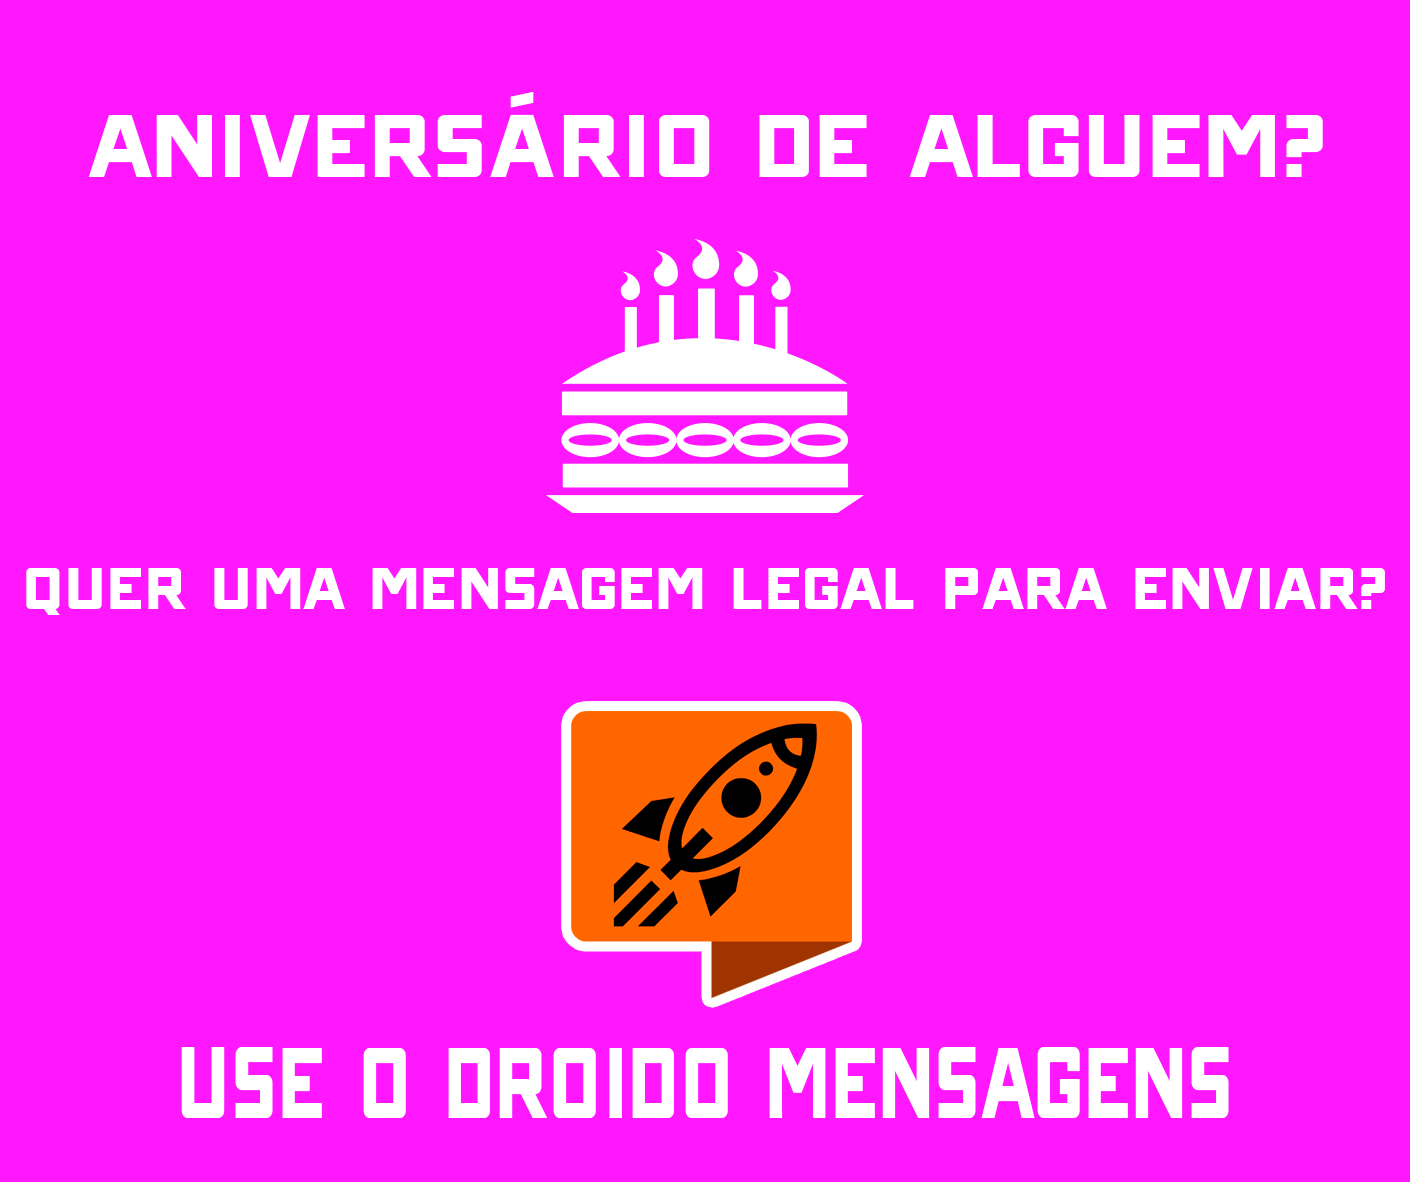 ANIVERSÁRIO DE ALGUEM?
QUER UMA MENSAGEM LEGAL PARA ENVIAR?
USE O DROIDO MENSAGENS